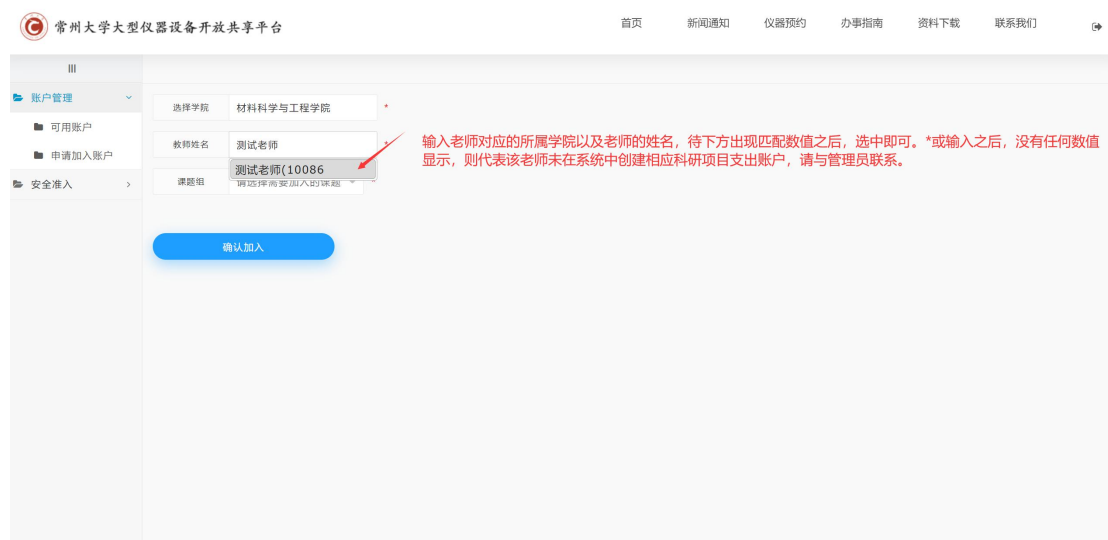 常州大学大型仪器设备开放共享平台
首页 新闻通知 仪器预约 办事指南 资料下载 联系我们
账户管理
可用账户
申请加入账户
安全准入
选择学院 材料科学与工程学院 *
教师姓名 测试老师 *
测试老师(10086
课题组 请选择需要加入的课题
确认加入
输入老师对应的所属学院以及老师的姓名，待下方出现匹配数值之后，选中即可。*或输入之后，没有任何数值
显示，则代表该老师未在系统中创建相应科研项目支出账户，请与管理员联系。